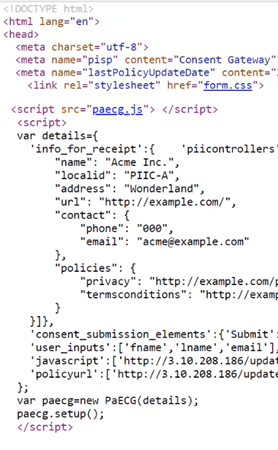 <!DOCTYPE html>
<html lang="en">
<head>
<meta charset="utf-8">
<meta name="pisp" content="Consent Gateway"
<meta name="lastPolicyUpdateDate" content="
<link rel="stylesheet" href="form.css">
<script src="paecg.js"> </script>
<script>
var details={
'info_for_receipt':{ 'piicontrollers'
"name": "Acme Inc.",
"localid": "PIIC-A",
"address": "Wonderland",
"url": "http://example.com/",
"contact": {
"phone": "000",
"email": "acme@example.com"
},
"policies": {
"privacy": "http://example.com/p
"termsconditions": "http://exam
}
}]},
'consent_submission_elements':{'Submit':
'user_inputs':['fname','lname','email'],
'javascript':['http://3.10.208.186/updat
'policyurl':['http://3.10.208.186/update
};
var paecg=new PaECG(details);
paecg.setup();
</script>